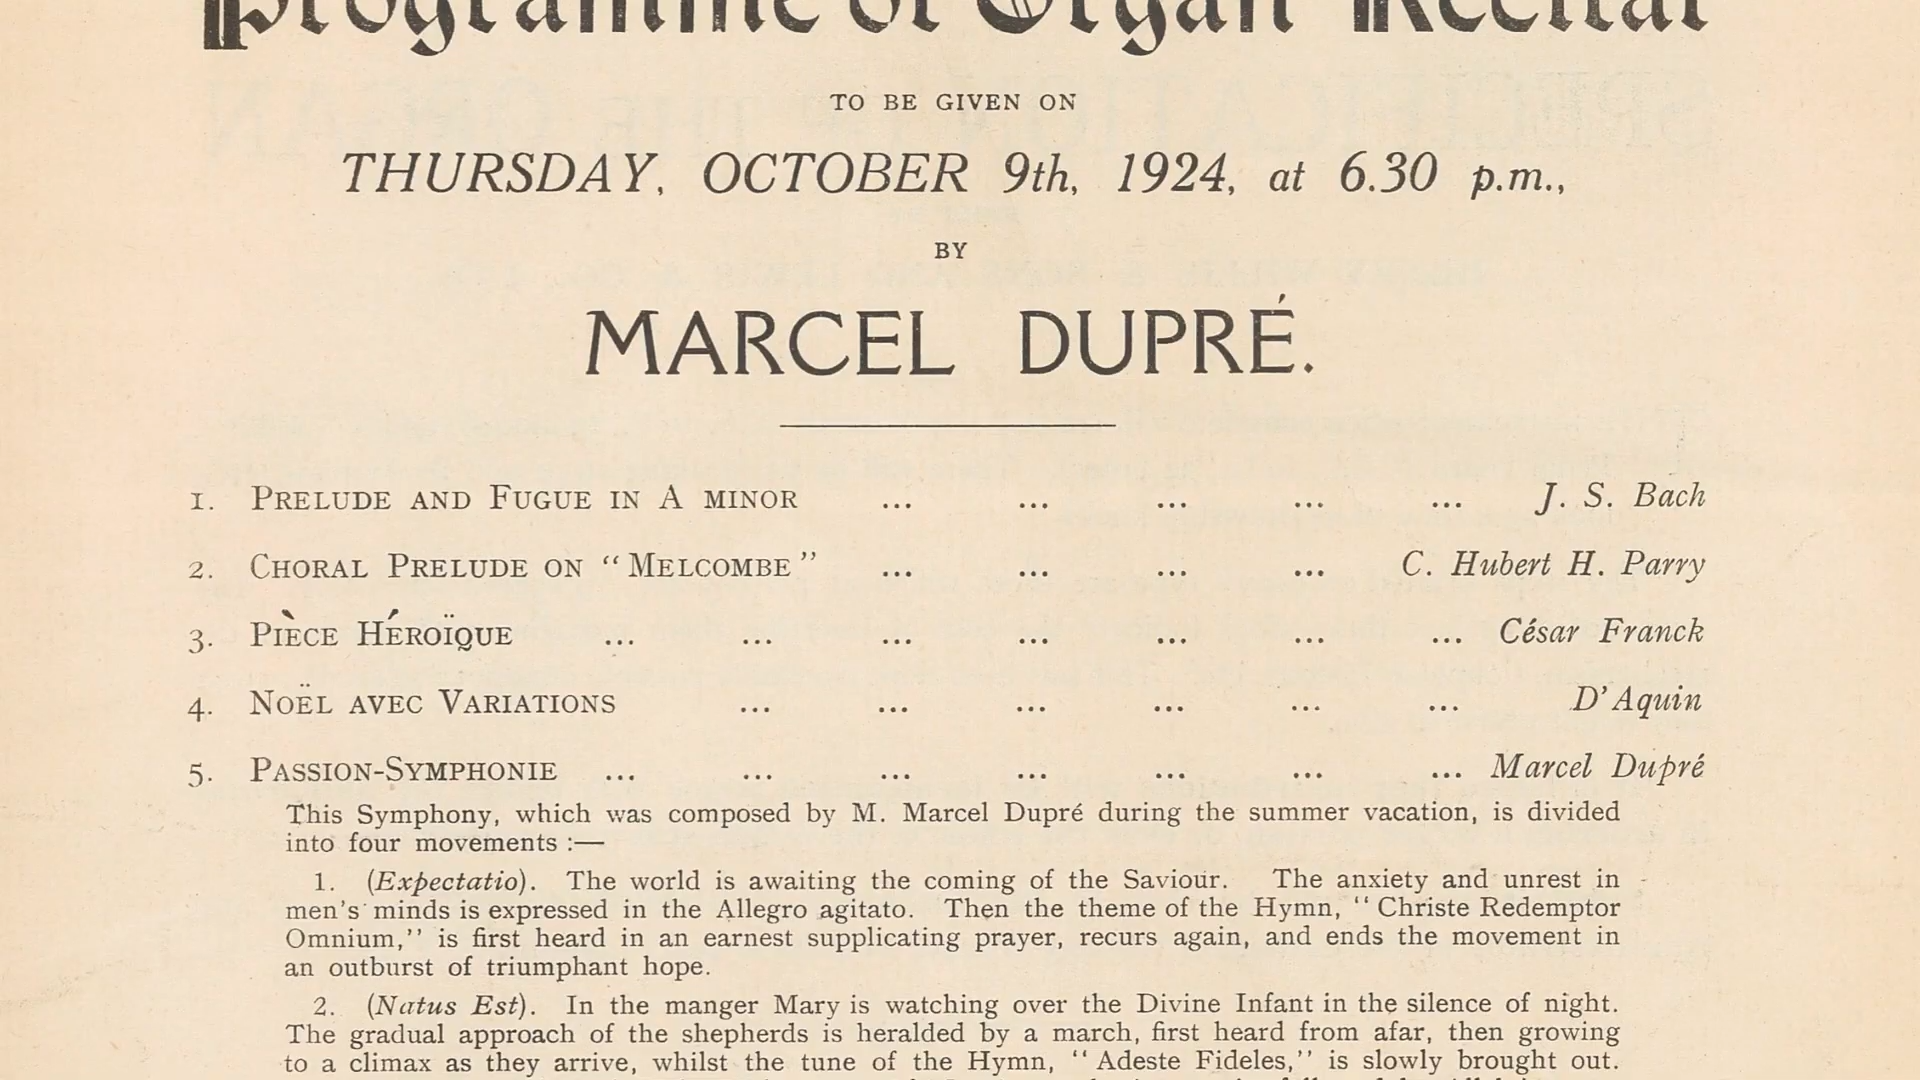 Programme of Organ Recital
TO BE GIVEN ON
THURSDAY, OCTOBER 9th, 1924, at 6.30 p.m.,
BY
MARCEL DUPRÉ.
1. PRELUDE AND FUGUE IN A MINOR ... ... ... ... ... J. S. Bach
2. CHORAL PRELUDE ON “MELCOMBE” ... ... ... ... C. Hubert H. Parry
3. PIÈCE HÉROÏQUE ... ... ... ... ... ... ... César Franck
4. NOËL AVEC VARIATIONS ... ... ... ... ... ... D'Aquin
5. PASSION-SYMPHONIE ... ... ... ... ... ... ... Marcel Dupré
This Symphony, which was composed by M. Marcel Dupré during the summer vacation, is divided
into four movements :—
1. (Expectatio). The world is awaiting the coming of the Saviour. The anxiety and unrest in
men's minds is expressed in the Allegro agitato. Then the theme of the Hymn, “Christe Redemptor
Omnium,” is first heard in an earnest supplicating prayer, recurs again, and ends the movement in
an outburst of triumphant hope.
2. (Natus Est). In the manger Mary is watching over the Divine Infant in the silence of night.
The gradual approach of the shepherds is heralded by a march, first heard from afar, then growing
to a climax as they arrive, whilst the tune of the Hymn, “Adeste Fideles,” is slowly brought out.